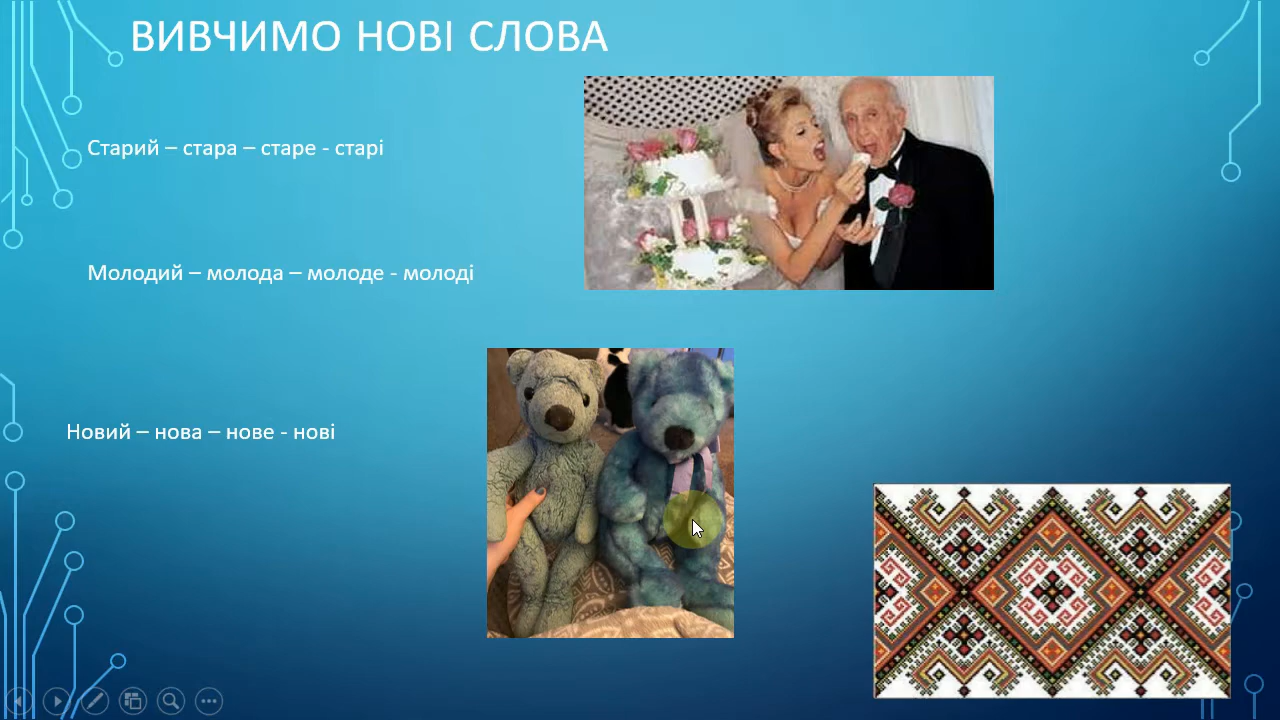 ВИВЧИМО НОВІ СЛОВА
Старий – стара – старе - старі
Молодий – молода – молоде - молоді
Новий – нова – нове - нові